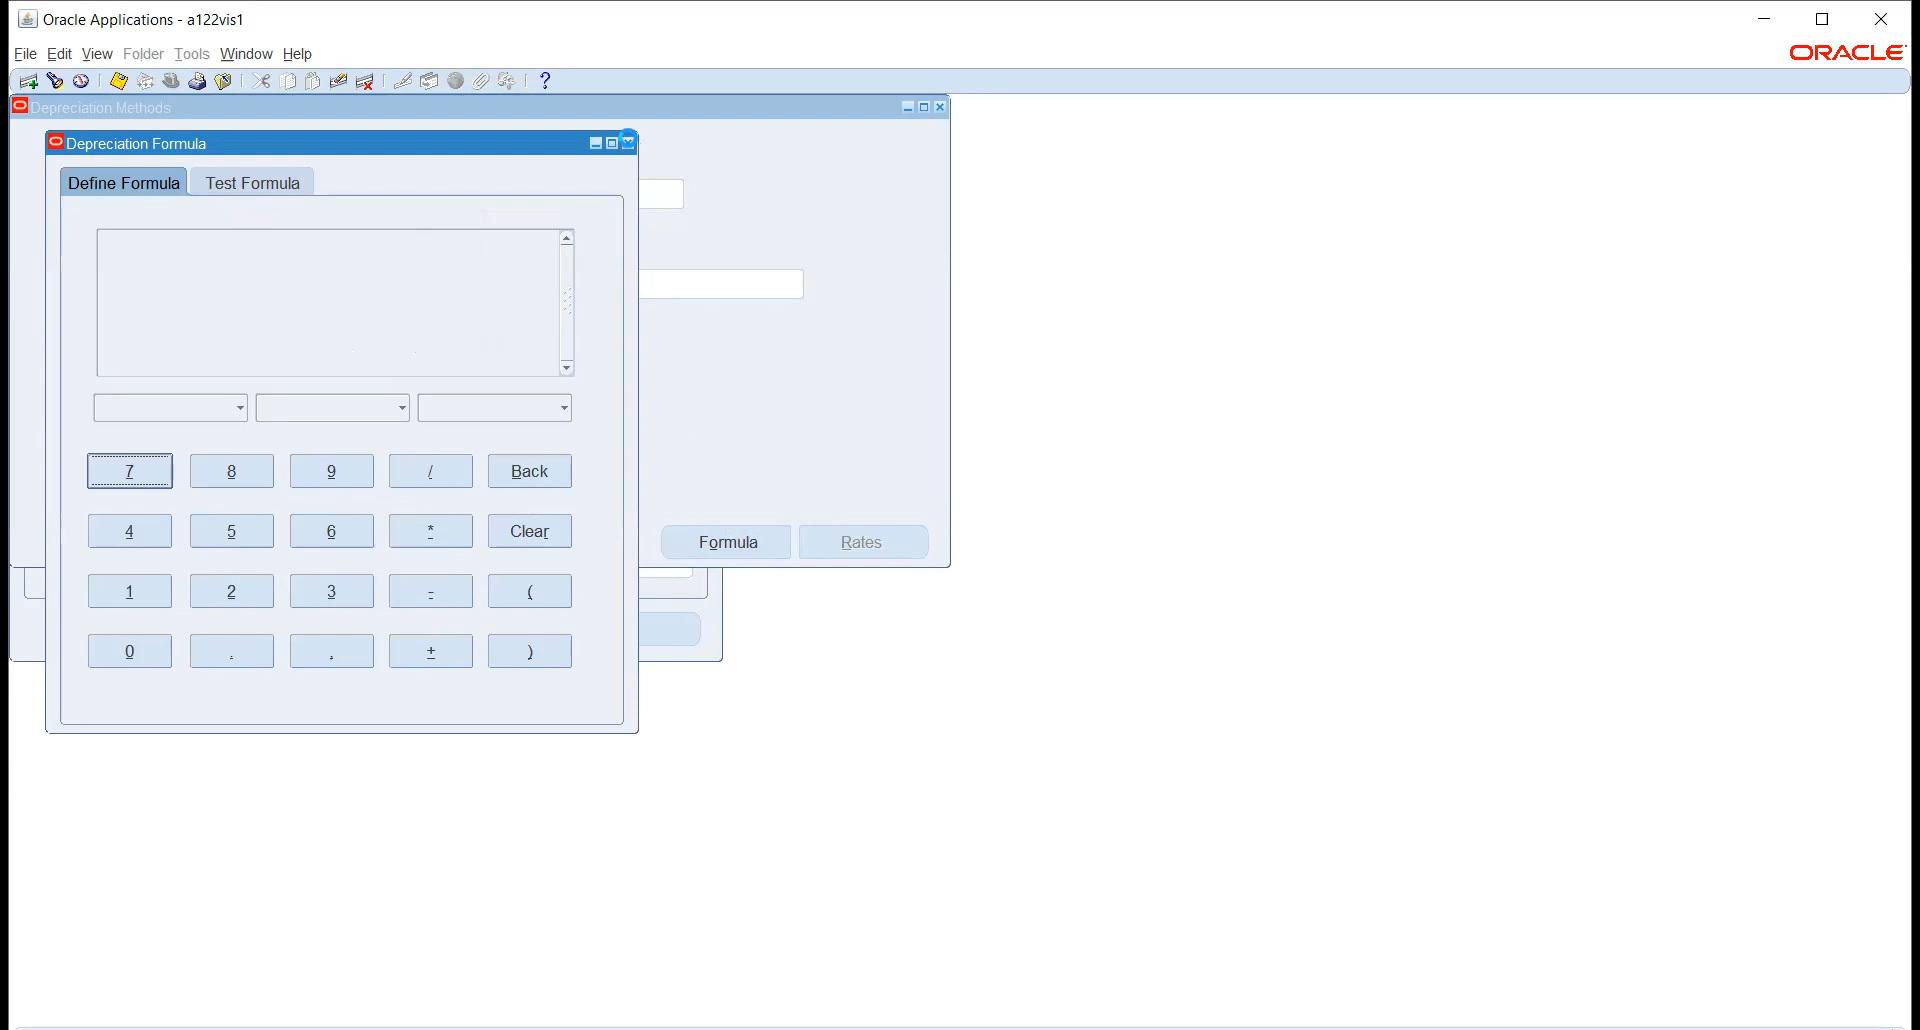 Oracle Applications - a122vis1
File Edit View Folder Tools Window Help
ORACLE
Depreciation Methods
Depreciation Formula
Define Formula Test Formula
7 8 9 / Back
4 5 6 * Clear
Formula Rates
1 2 3 - (
0 . , + )